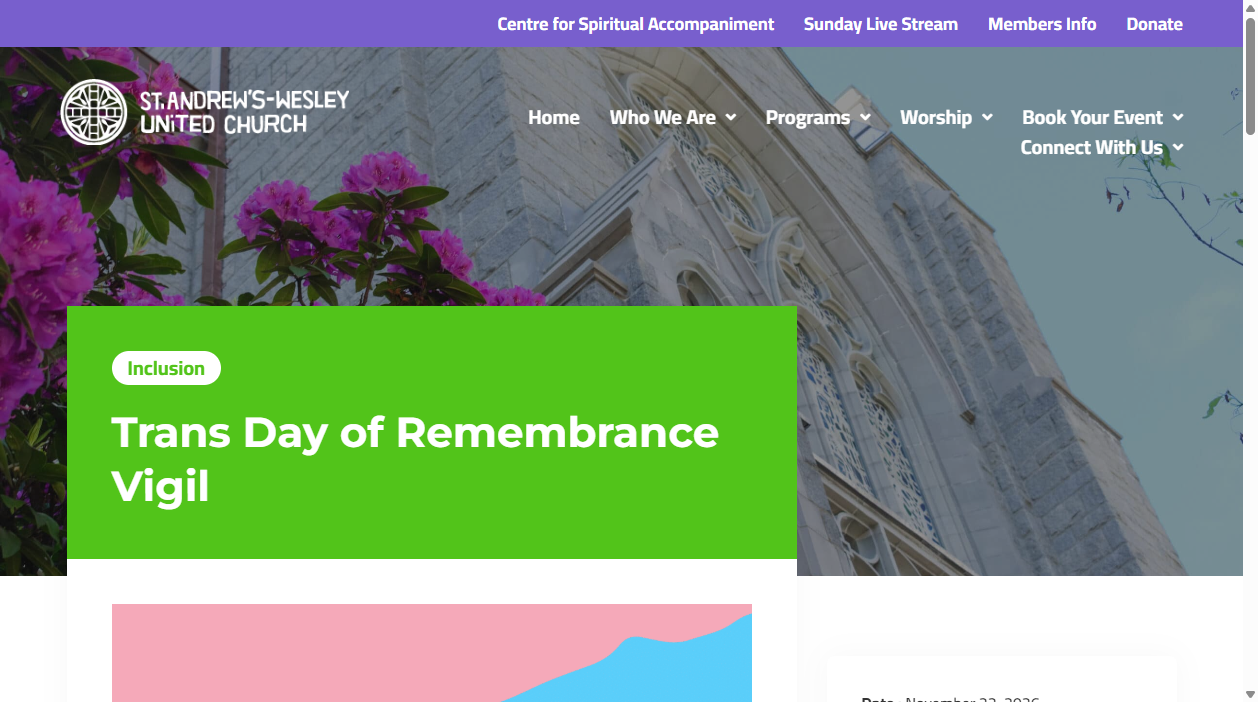 Centre for Spiritual Accompaniment Sunday Live Stream Members Info Donate
ST. ANDREW'S-WESLEY
UNITED CHURCH
Home Who We Are Programs Worship Book Your Event
Connect With Us
Inclusion
Trans Day of Remembrance
Vigil